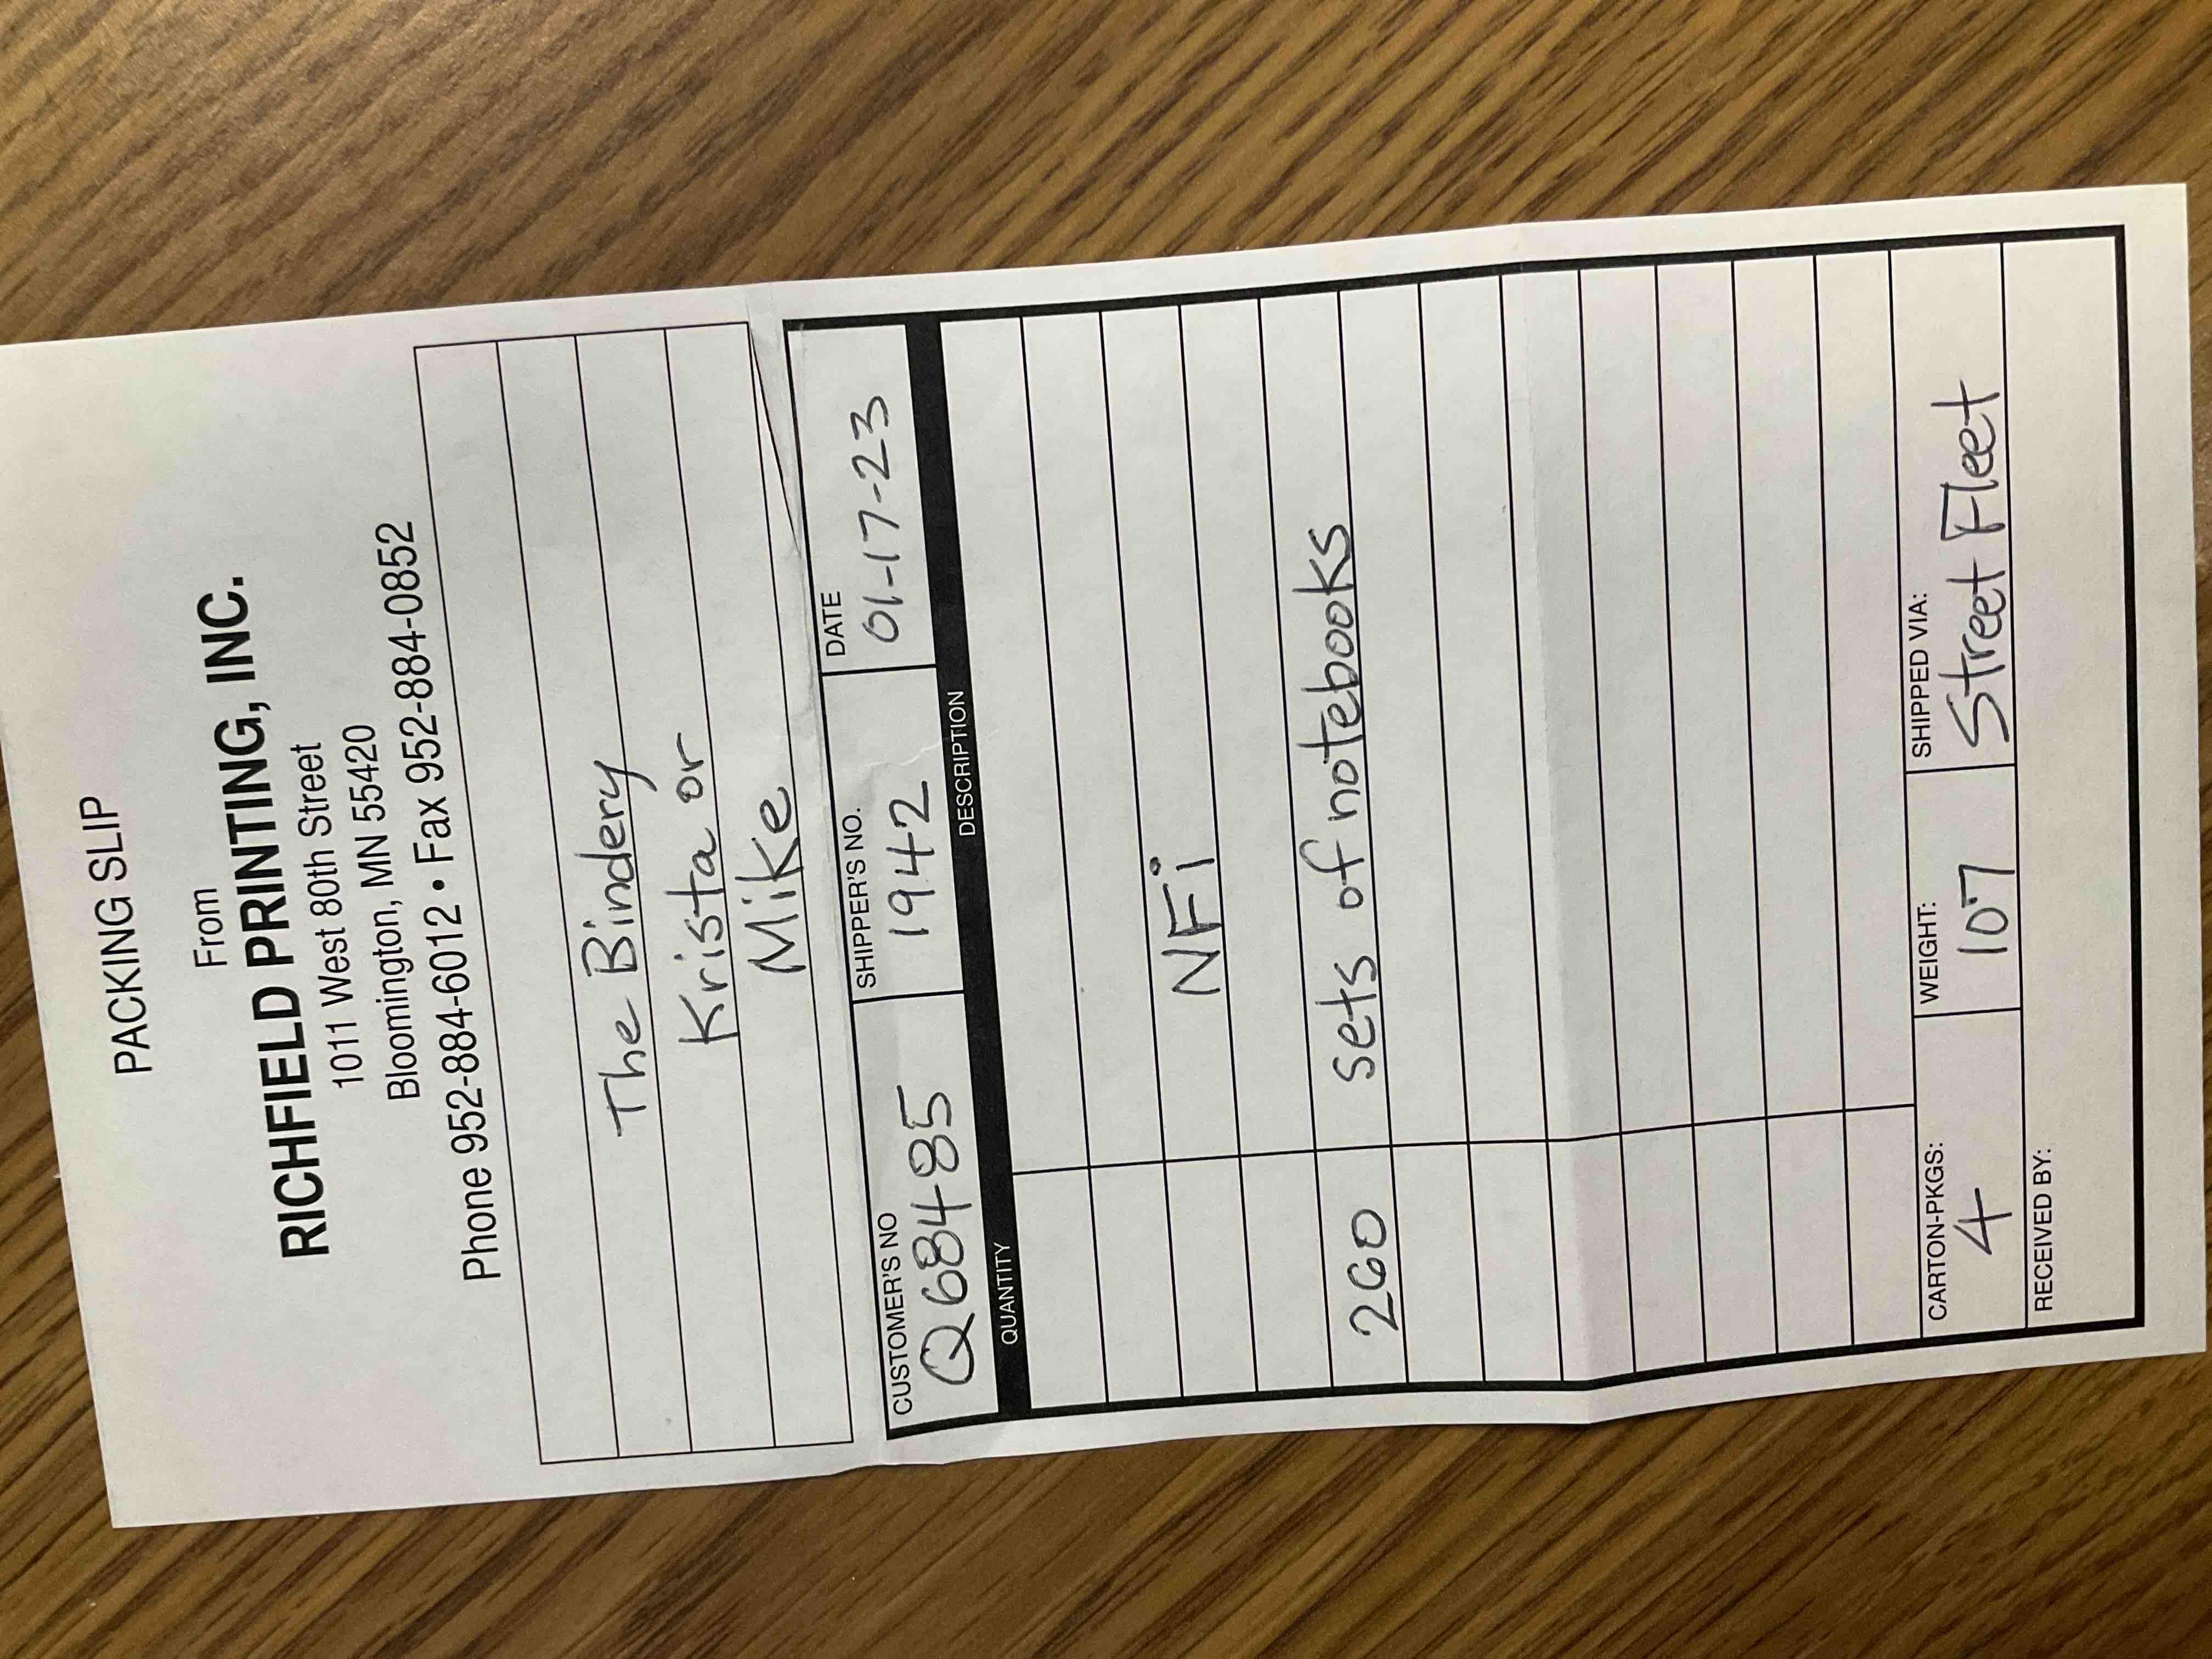 PACKING SLIP
From
RICHFIELD PRINTING, INC.
1011 West 80th Street
Bloomington, MN 55420
Phone 952-884-6012 • Fax 952-884-0852
The Bindery
Krista or
Mike
CUSTOMER'S NO SHIPPER'S NO. DATE
Q68485 1942 01-17-23
QUANTITY DESCRIPTION
NFi
260 sets of notebooks
CARTON-PKGS: WEIGHT: SHIPPED VIA:
4 107 Street Fleet
RECEIVED BY: